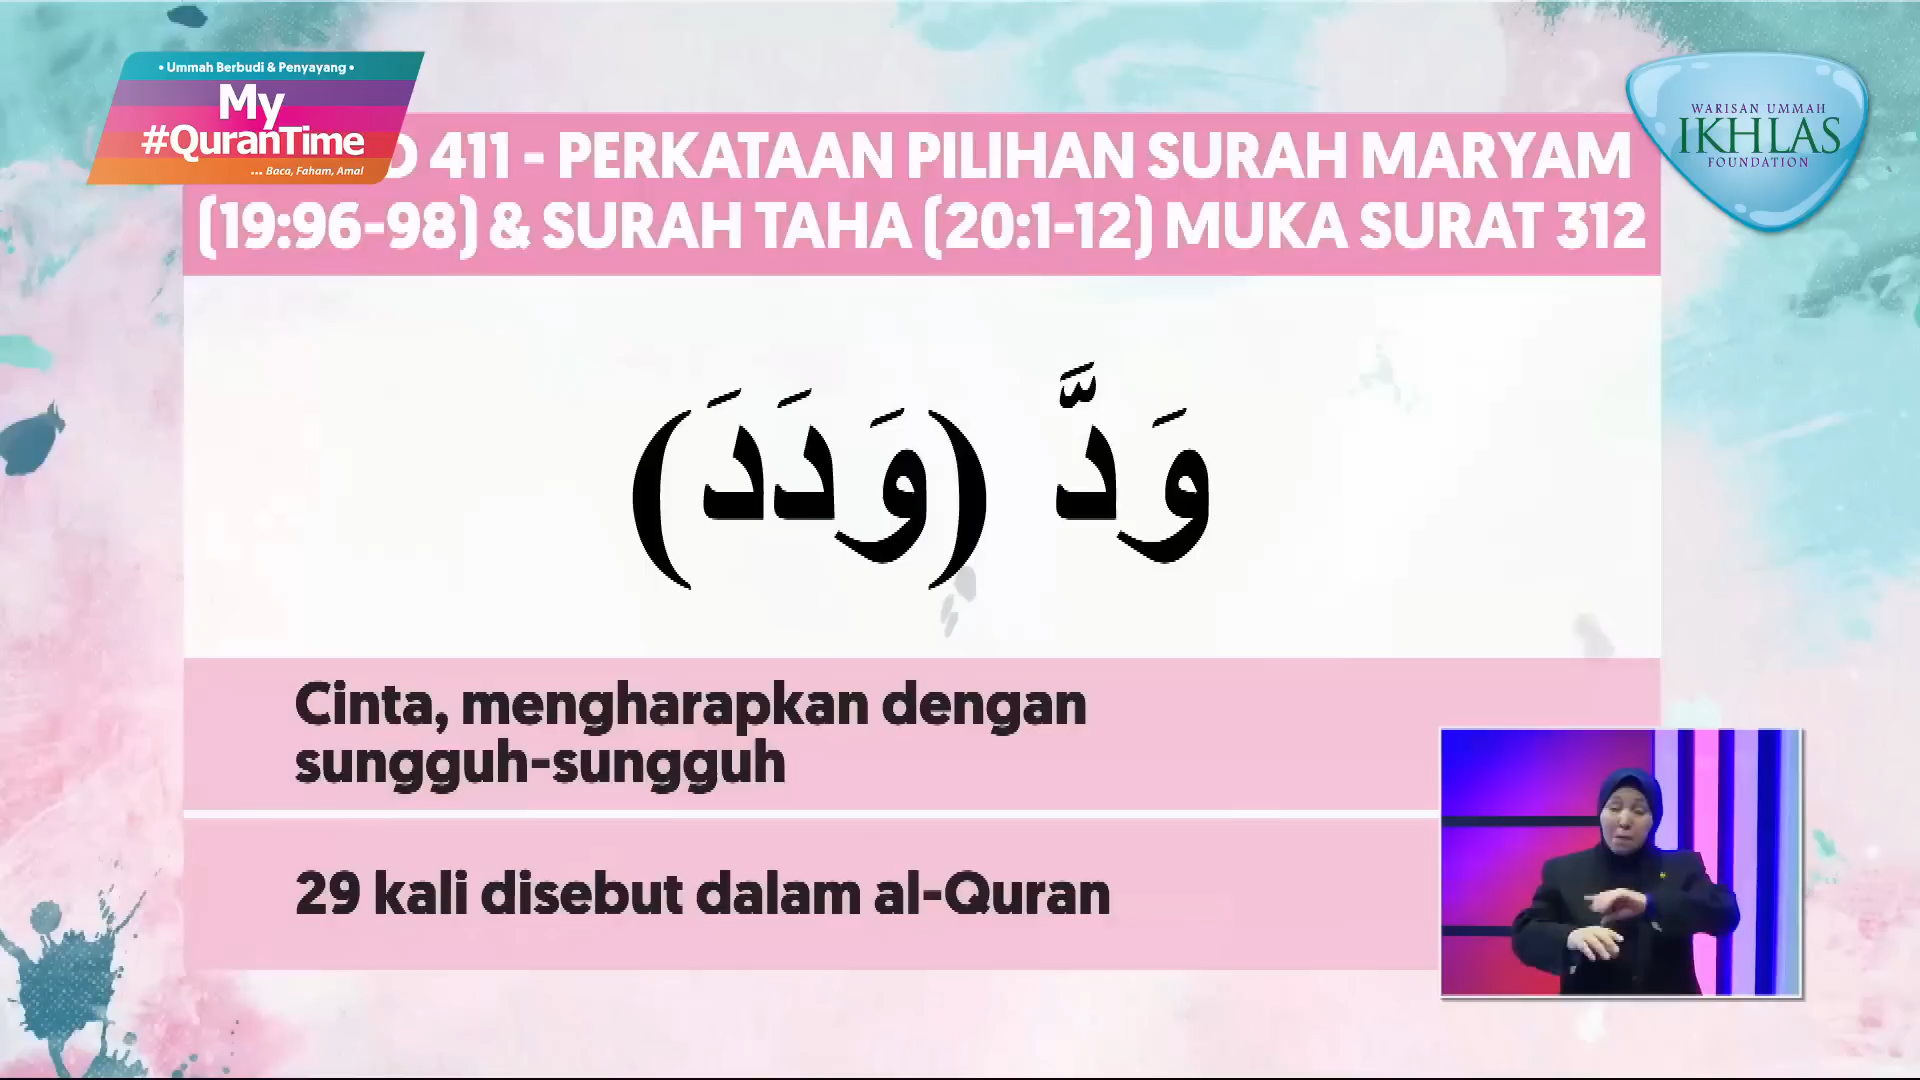 • Ummah Berbudi & Penyayang •
My
#QuranTime
... Baca, Faham, Amal
411 - PERKATAAN PILIHAN SURAH MARYAM
(19:96-98) & SURAH TAHA (20:1-12) MUKA SURAT 312
WARISAN UMMAH
IKHLAS
FOUNDATION
وَدَّ (وَدَدَ)
Cinta, mengharapkan dengan
sungguh-sungguh
29 kali disebut dalam al-Quran